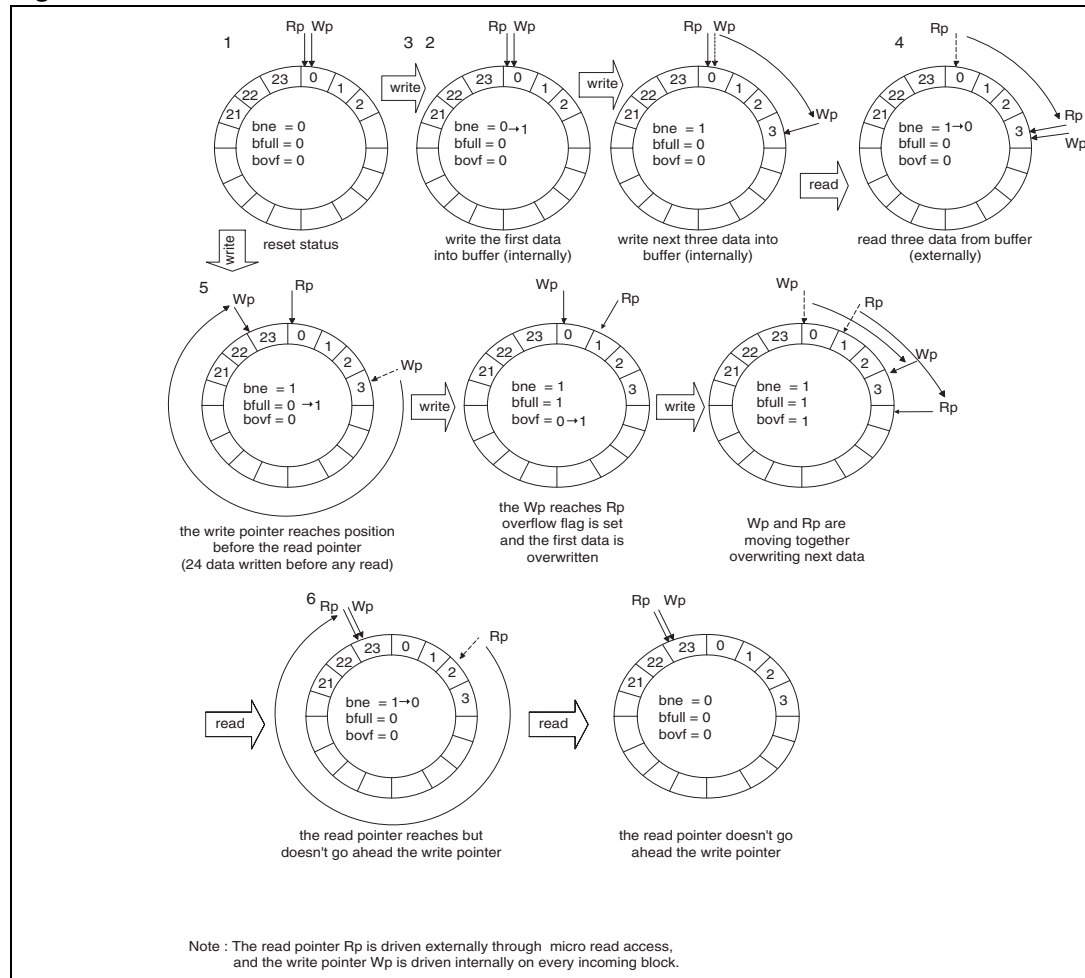 1
Rp Wp
23 0 1 2
22
21
bne = 0
bfull = 0
bovf = 0
reset status
write
3 2
Rp Wp
23 0 1 2
22
21
bne = 0→1
bfull = 0
bovf = 0
write the first data
into buffer (internally)
write
Rp Wp
23 0 1 2 3
22
21
Wp
bne = 1
bfull = 0
bovf = 0
write next three data into
buffer (internally)
read
4
Rp
23 0 1 2 3
22
21
Rp
Wp
bne = 1→0
bfull = 0
bovf = 0
read three data from buffer
(externally)
write
5
Wp
Rp
23 0 1 2 3
22
21
Wp
bne = 1
bfull = 0 →1
bovf = 0
the write pointer reaches position
before the read pointer
(24 data written before any read)
write
Wp
Rp
23 0 1 2 3
22
21
bne = 1
bfull = 1
bovf = 0→1
the Wp reaches Rp
overflow flag is set
and the first data is
overwritten
write
Wp
Rp
23 0 1 2 3
22
21
Wp
Rp
bne = 1
bfull = 1
bovf = 1
Wp and Rp are
moving together
overwriting next data
read
6
Rp Wp
Rp
23 0 1 2 3
22
21
bne = 1→0
bfull = 0
bovf = 0
the read pointer reaches but
doesn't go ahead the write pointer
read
Rp Wp
23 0 1 2 3
22
21
bne = 0
bfull = 0
bovf = 0
the read pointer doesn't go
ahead the write pointer
Note : The read pointer Rp is driven externally through micro read access,
and the write pointer Wp is driven internally on every incoming block.